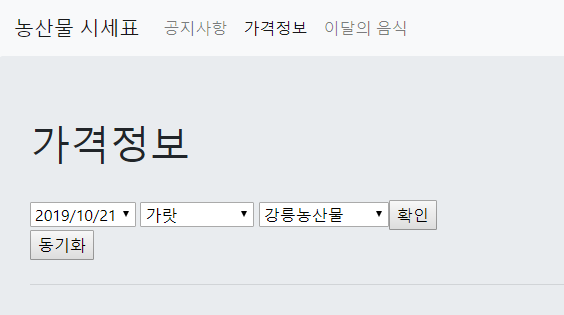 농산물 시세표 공지사항 가격정보 이달의 음식
가격정보
2019/10/21 가랏 강릉농산물 확인
동기화